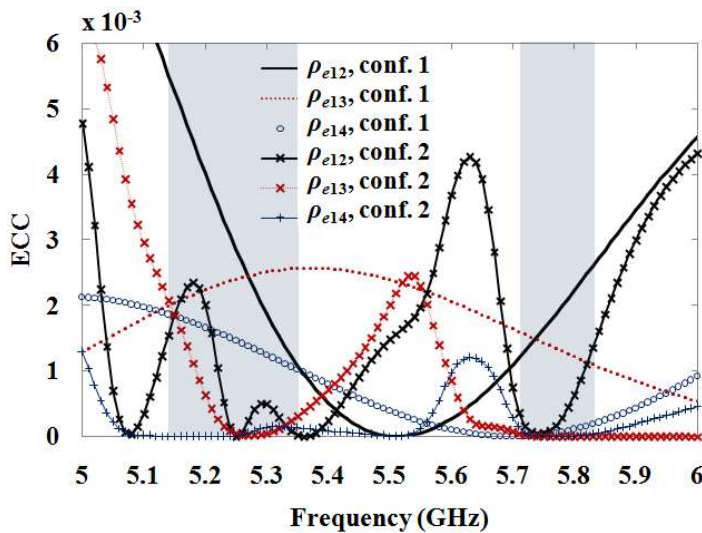 x 10⁻³
6
5
4
3
2
1
0
ECC
ρe12, conf. 1
ρe13, conf. 1
ρe14, conf. 1
ρe12, conf. 2
ρe13, conf. 2
ρe14, conf. 2
5 5.1 5.2 5.3 5.4 5.5 5.6 5.7 5.8 5.9 6
Frequency (GHz)